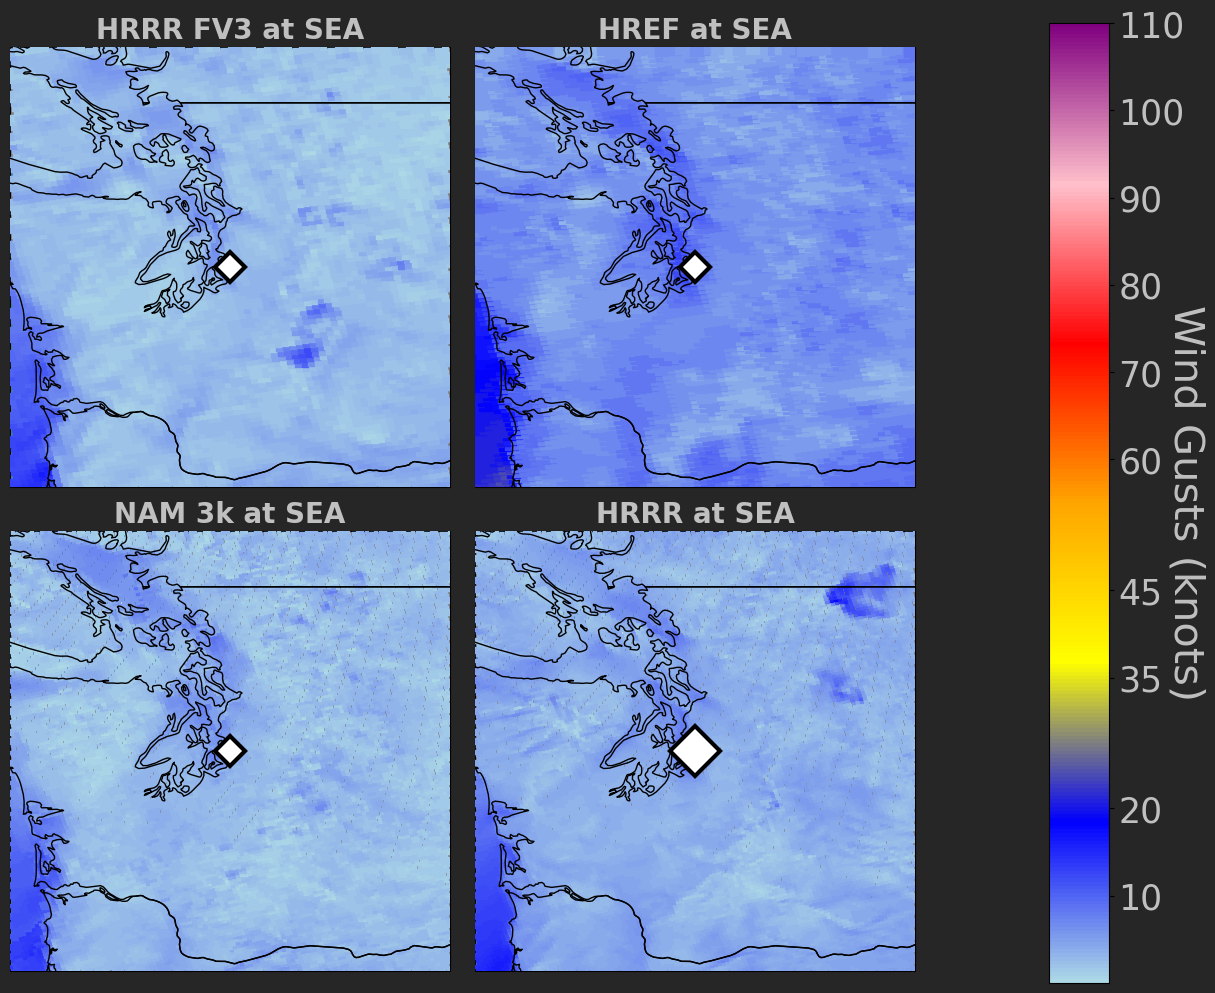 HRRR FV3 at SEA
HREF at SEA
NAM 3k at SEA
HRRR at SEA
110
100
90
80
70
60
45
35
20
10
Wind Gusts (knots)